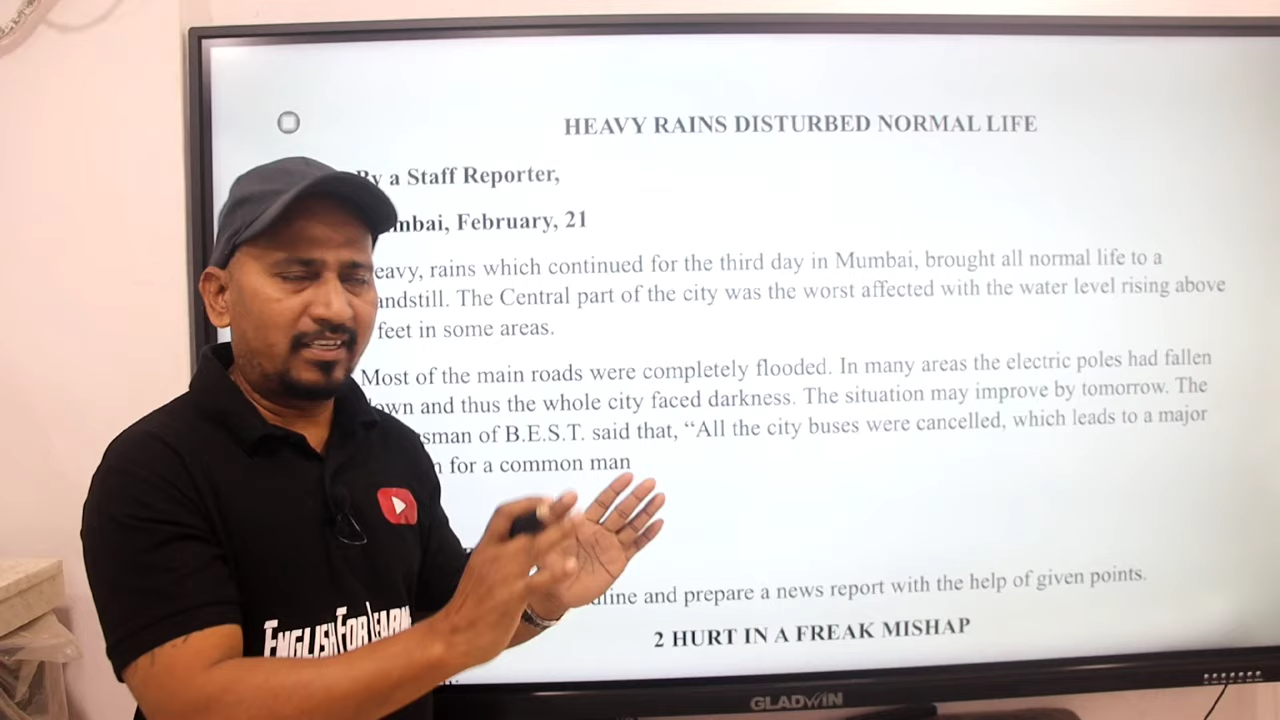 HEAVY RAINS DISTURBED NORMAL LIFE
By a Staff Reporter,
mbai, February, 21
eavy, rains which continued for the third day in Mumbai, brought all normal life to a
andstill. The Central part of the city was the worst affected with the water level rising above
feet in some areas.
Most of the main roads were completely flooded. In many areas the electric poles had fallen
own and thus the whole city faced darkness. The situation may improve by tomorrow. The
sman of B.E.S.T. said that, “All the city buses were cancelled, which leads to a major
for a common man
line and prepare a news report with the help of given points.
2 HURT IN A FREAK MISHAP
ENGLISH FOR LEARN
GLADWIN